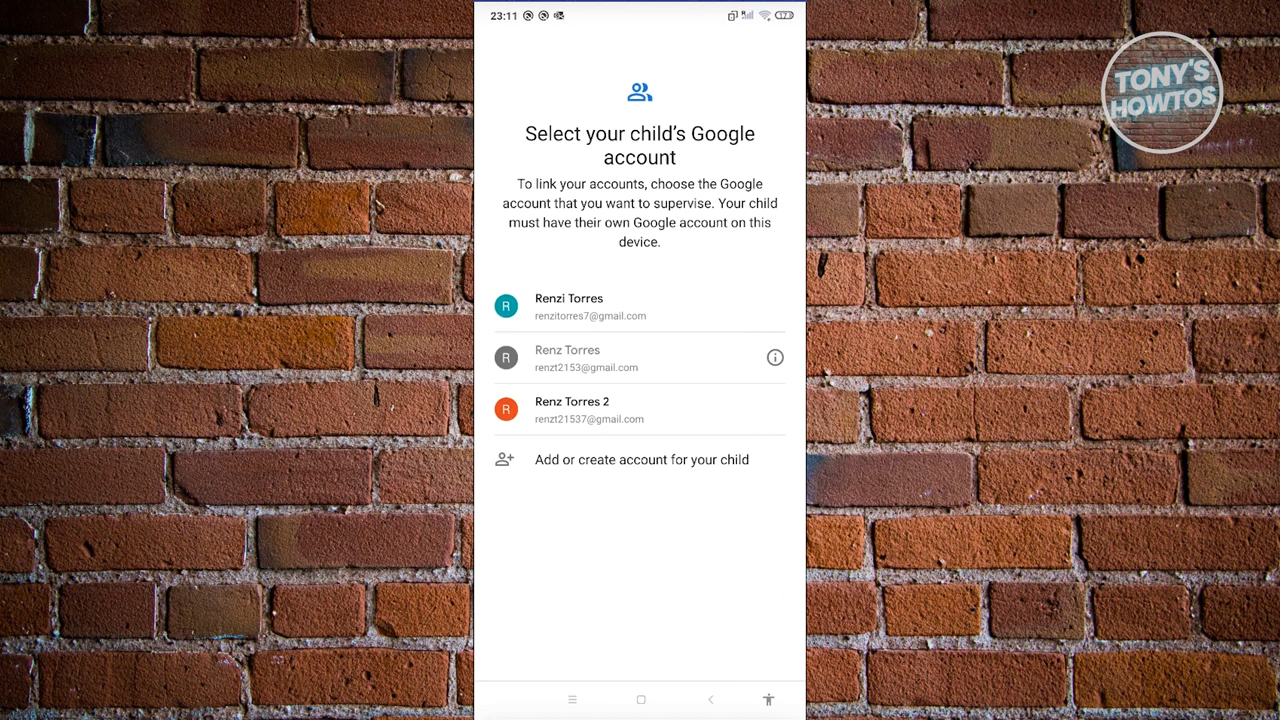 23:11
17
TONY'S
HOWTOS
Select your child's Google
account
To link your accounts, choose the Google
account that you want to supervise. Your child
must have their own Google account on this
device.
R
Renzi Torres
renzitorres7@gmail.com
R
Renz Torres
renzt2153@gmail.com
R
Renz Torres 2
renzt21537@gmail.com
Add or create account for your child